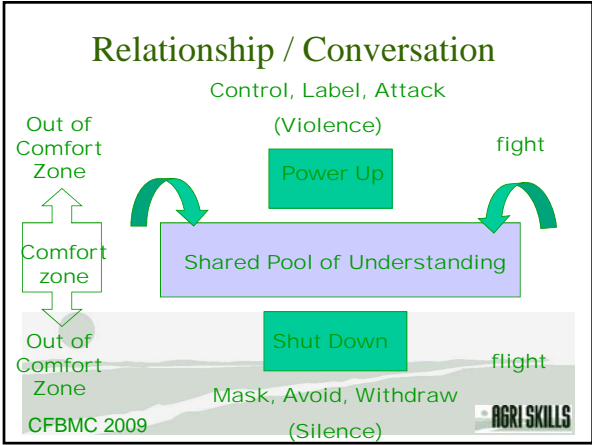 Relationship / Conversation
Control, Label, Attack
(Violence)
Out of
Comfort
Zone
fight
Power Up
Comfort
zone
Shared Pool of Understanding
Out of
Comfort
Zone
Shut Down
flight
Mask, Avoid, Withdraw
(Silence)
CFBMC 2009
AGRI SKILLS